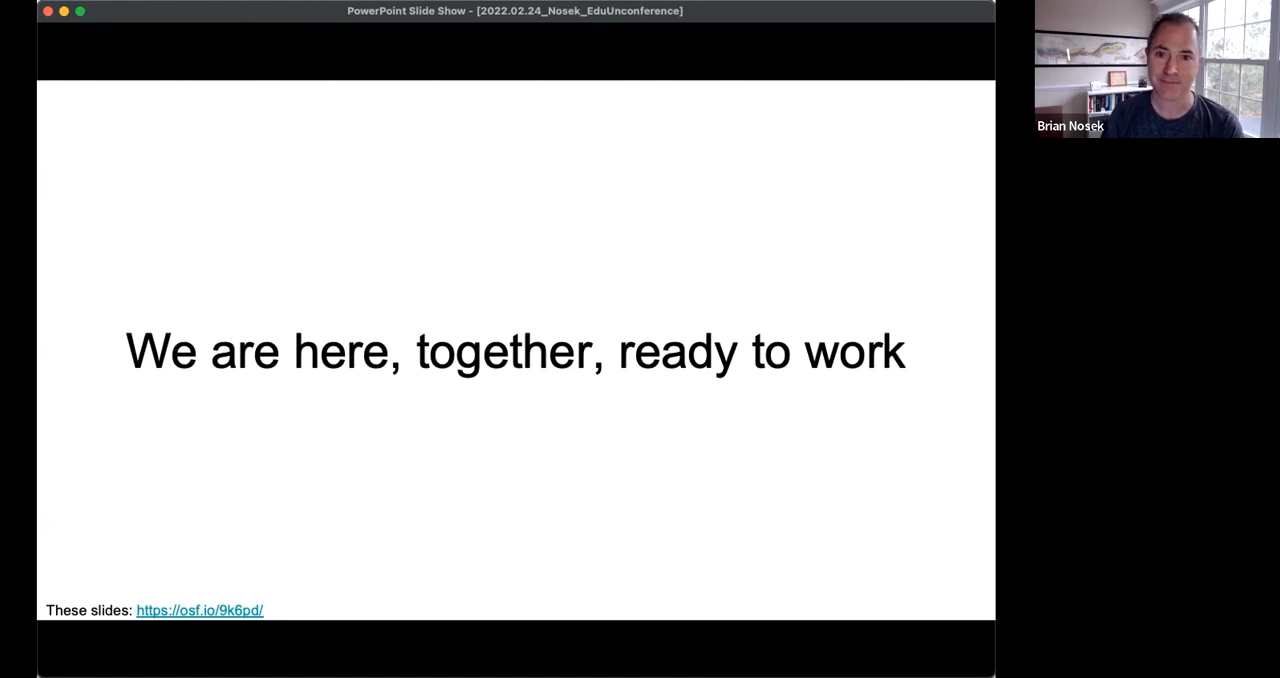 PowerPoint Slide Show - [2022.02.24_Nosek_EduUnconference]
Brian Nosek
We are here, together, ready to work
These slides: https://osf.io/9k6pd/